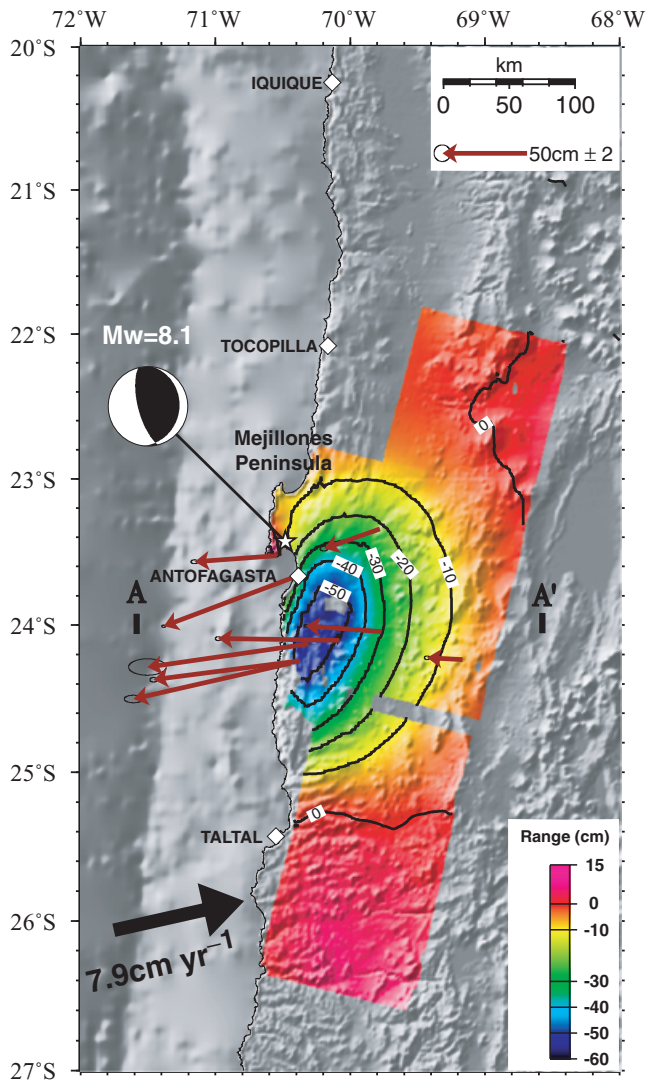 72˚W 71˚W 70˚W 69˚W 68˚W
20˚S
IQUIQUE
km
0 50 100
50cm ± 2
21˚S
22˚S
Mw=8.1
TOCOPILLA
0
Mejillones
Peninsula
23˚S
ANTOFAGASTA
-40
-30
-20
-10
-50
A
A'
24˚S
25˚S
0
TALTAL
Range (cm)
15
0
-10
-30
-40
-50
-60
26˚S
7.9cm yr⁻¹
27˚S